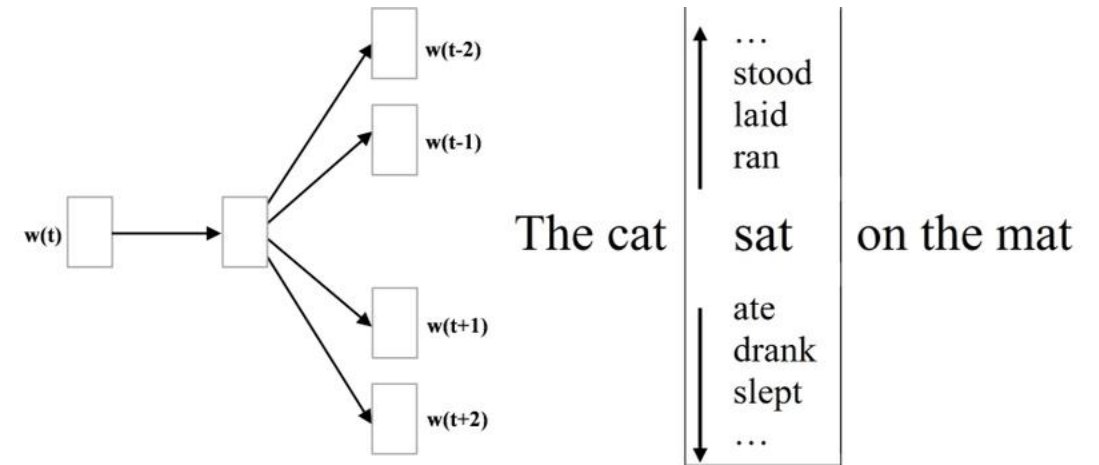 w(t-2)
w(t-1)
w(t)
w(t+1)
w(t+2)
…
stood
laid
ran
The cat sat on the mat
ate
drank
slept
…